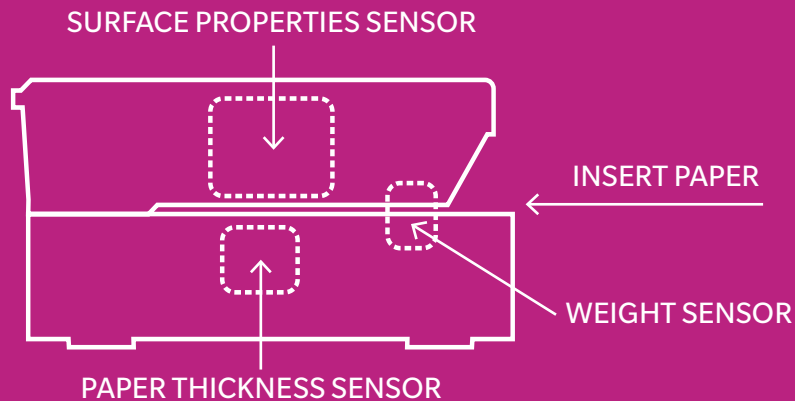 SURFACE PROPERTIES SENSOR
INSERT PAPER
WEIGHT SENSOR
PAPER THICKNESS SENSOR